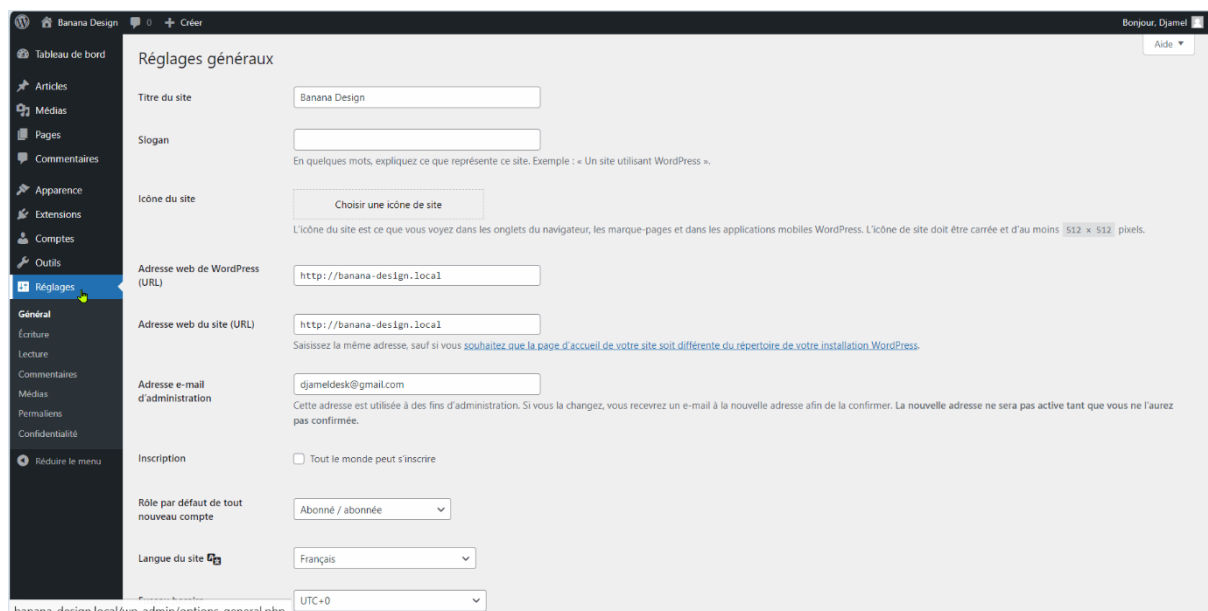 Banana Design 0 + Créer Bonjour, Djamel
Aide
Tableau de bord
Articles
Médias
Pages
Commentaires
Apparence
Extensions
Comptes
Outils
Réglages
Général
Écriture
Lecture
Commentaires
Médias
Permaliens
Confidentialité
Réduire le menu
Réglages généraux
Titre du site
Banana Design
Slogan
En quelques mots, expliquez ce que représente ce site. Exemple : « Un site utilisant WordPress ».
Icône du site
Choisir une icône de site
L'icône du site est ce que vous voyez dans les onglets du navigateur, les marque-pages et dans les applications mobiles WordPress. L'icône de site doit être carrée et d'au moins 512 × 512 pixels.
Adresse web de WordPress
(URL)
http://banana-design.local
Adresse web du site (URL)
http://banana-design.local
Saisissez la même adresse, sauf si vous souhaitez que la page d'accueil de votre site soit différente du répertoire de votre installation WordPress.
Adresse e-mail
d'administration
djameldesk@gmail.com
Cette adresse est utilisée à des fins d'administration. Si vous la changez, vous recevrez un e-mail à la nouvelle adresse afin de la confirmer. La nouvelle adresse ne sera pas active tant que vous ne l'aurez
pas confirmée.
Inscription
Tout le monde peut s'inscrire
Rôle par défaut de tout
nouveau compte
Abonné / abonnée
Langue du site
Français
UTC+0
banana-design.local/wp-admin/options-general.php